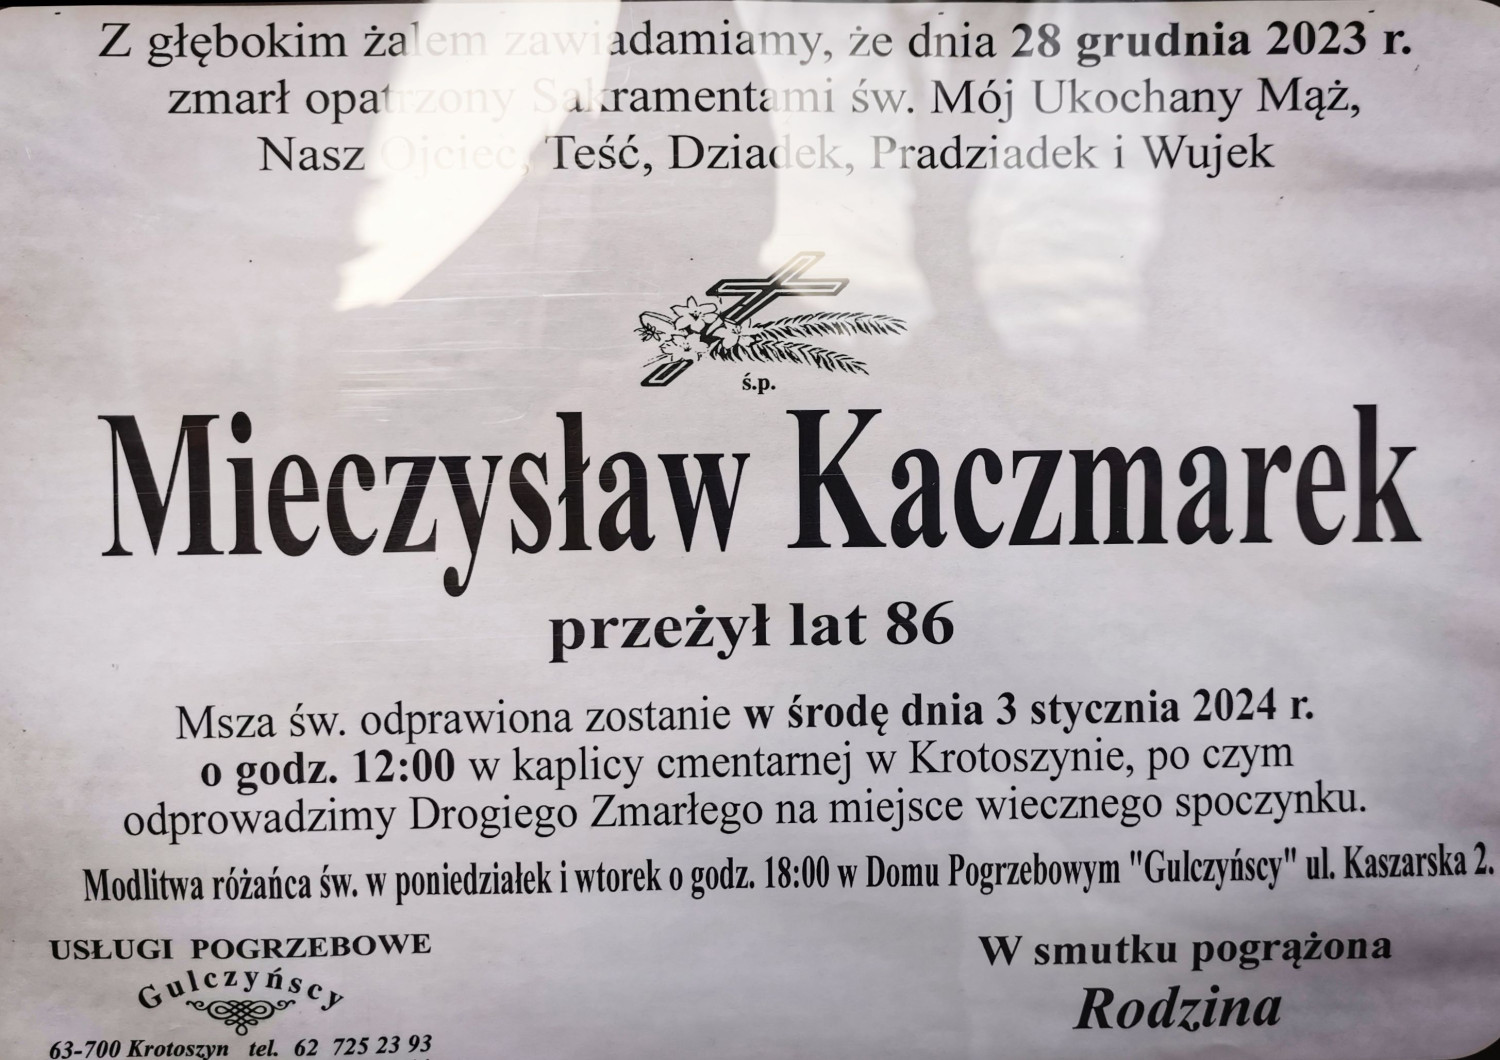 Z głębokim żalem zawiadamiamy, że dnia 28 grudnia 2023 r.
zmarł opatrzony Sakramentami św. Mój Ukochany Mąż,
Nasz Ojciec, Teść, Dziadek, Pradziadek i Wujek
ś.p.
Mieczysław Kaczmarek
przeżył lat 86
Msza św. odprawiona zostanie w środę dnia 3 stycznia 2024 r.
o godz. 12:00 w kaplicy cmentarnej w Krotoszynie, po czym
odprowadzimy Drogiego Zmarłego na miejsce wiecznego spoczynku.
Modlitwa różańca św. w poniedziałek i wtorek o godz. 18:00 w Domu Pogrzebowym "Gulczyńscy" ul. Kaszarska 2.
USŁUGI POGRZEBOWE
Gulczyńscy
63-700 Krotoszyn tel. 62 725 23 93
W smutku pogrążona
Rodzina